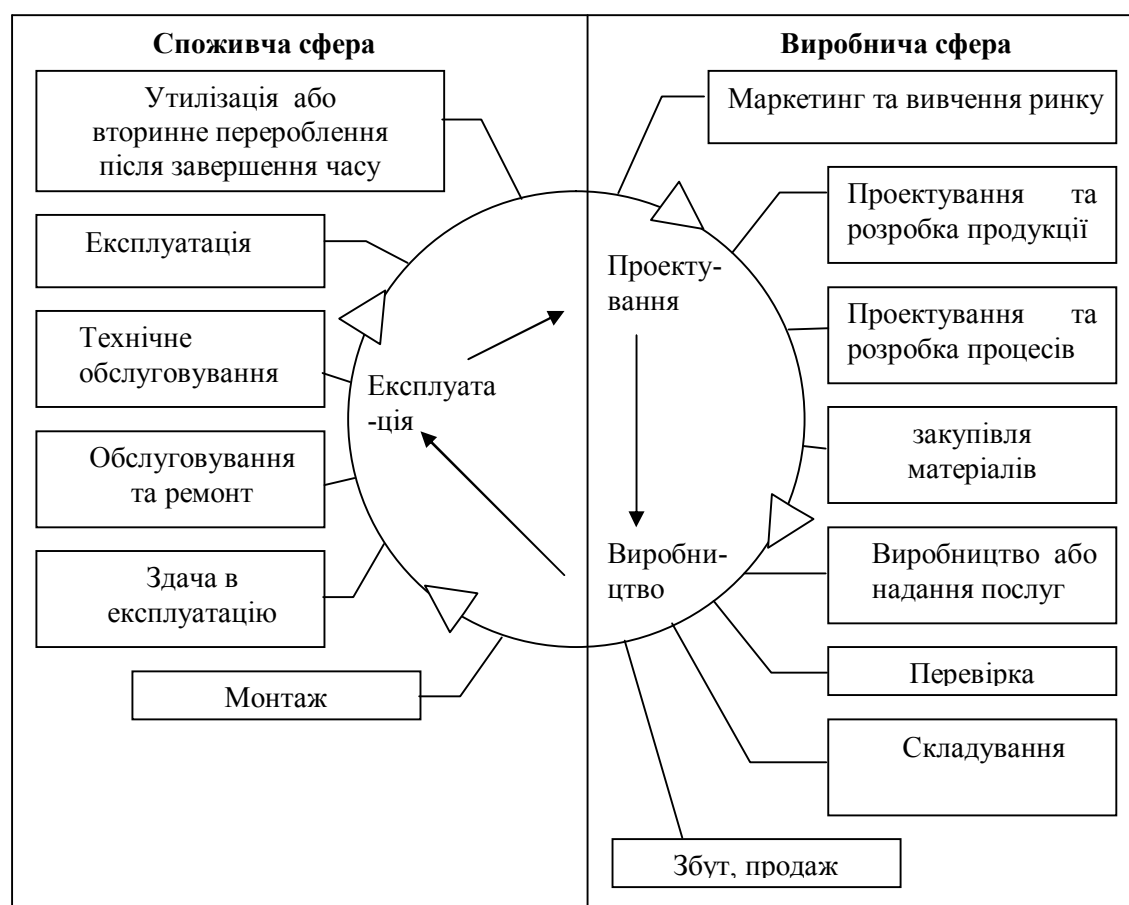 Споживча сфера
Утилізація або
вторинне перероблення
після завершення часу
Експлуатація
Технічне
обслуговування
Обслуговування
та ремонт
Здача в
експлуатацію
Монтаж
Експлуата
-ція
Виробнича сфера
Маркетинг та вивчення ринку
Проектування та
розробка продукції
Проектування та
розробка процесів
закупівля
матеріалів
Виробництво або
надання послуг
Перевірка
Складування
Збут, продаж
Проекту-
вання
Виробни-
цтво